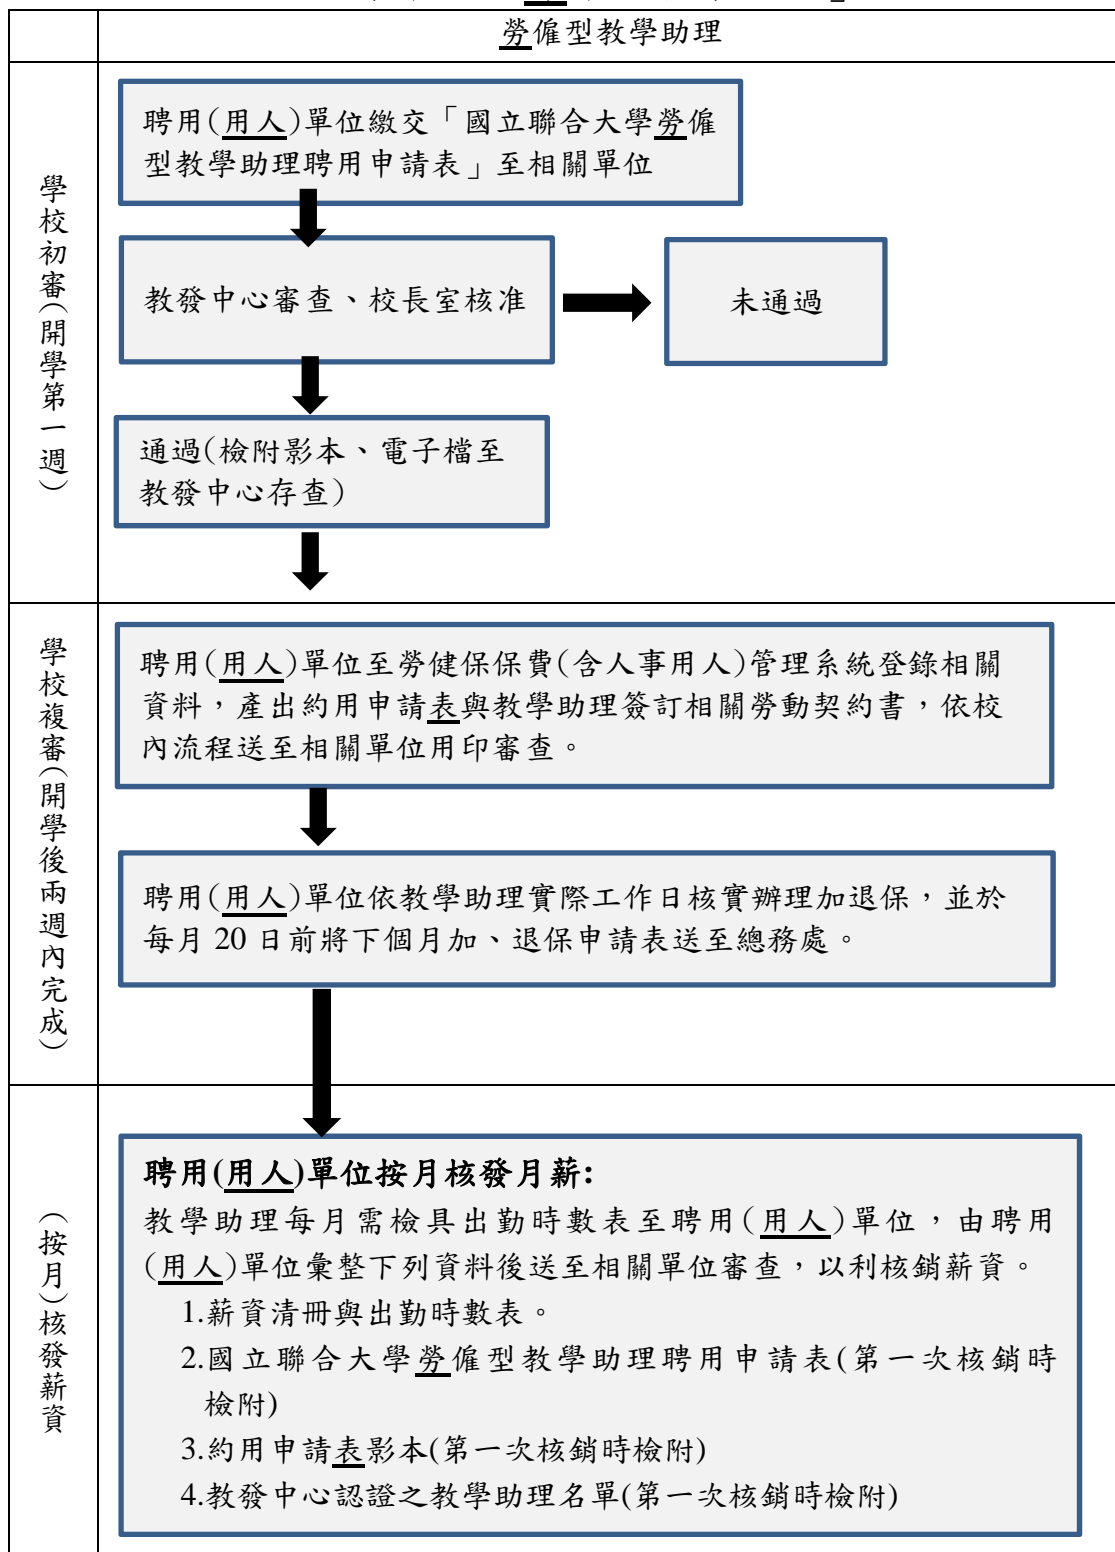 勞僱型教學助理
學校初審(開學第一週)
聘用(用人)單位繳交「國立聯合大學勞僱
型教學助理聘用申請表」至相關單位
教發中心審查、校長室核准
未通過
通過(檢附影本、電子檔至
教發中心存查)
學校複審(開學後兩週內完成)
聘用(用人)單位至勞健保保費(含人事用人)管理系統登錄相關
資料,產出約用申請表與教學助理簽訂相關勞動契約書,依校
內流程送至相關單位用印審查。
聘用(用人)單位依教學助理實際工作日核實辦理加退保,並於
每月 20 日前將下個月加、退保申請表送至總務處。
(按月)核發薪資
聘用(用人)單位按月核發月薪:
教學助理每月需檢具出勤時數表至聘用(用人)單位,由聘用
(用人)單位彙整下列資料後送至相關單位審查,以利核銷薪資。
1.薪資清冊與出勤時數表。
2.國立聯合大學勞僱型教學助理聘用申請表(第一次核銷時
檢附)
3.約用申請表影本(第一次核銷時檢附)
4.教發中心認證之教學助理名單(第一次核銷時檢附)